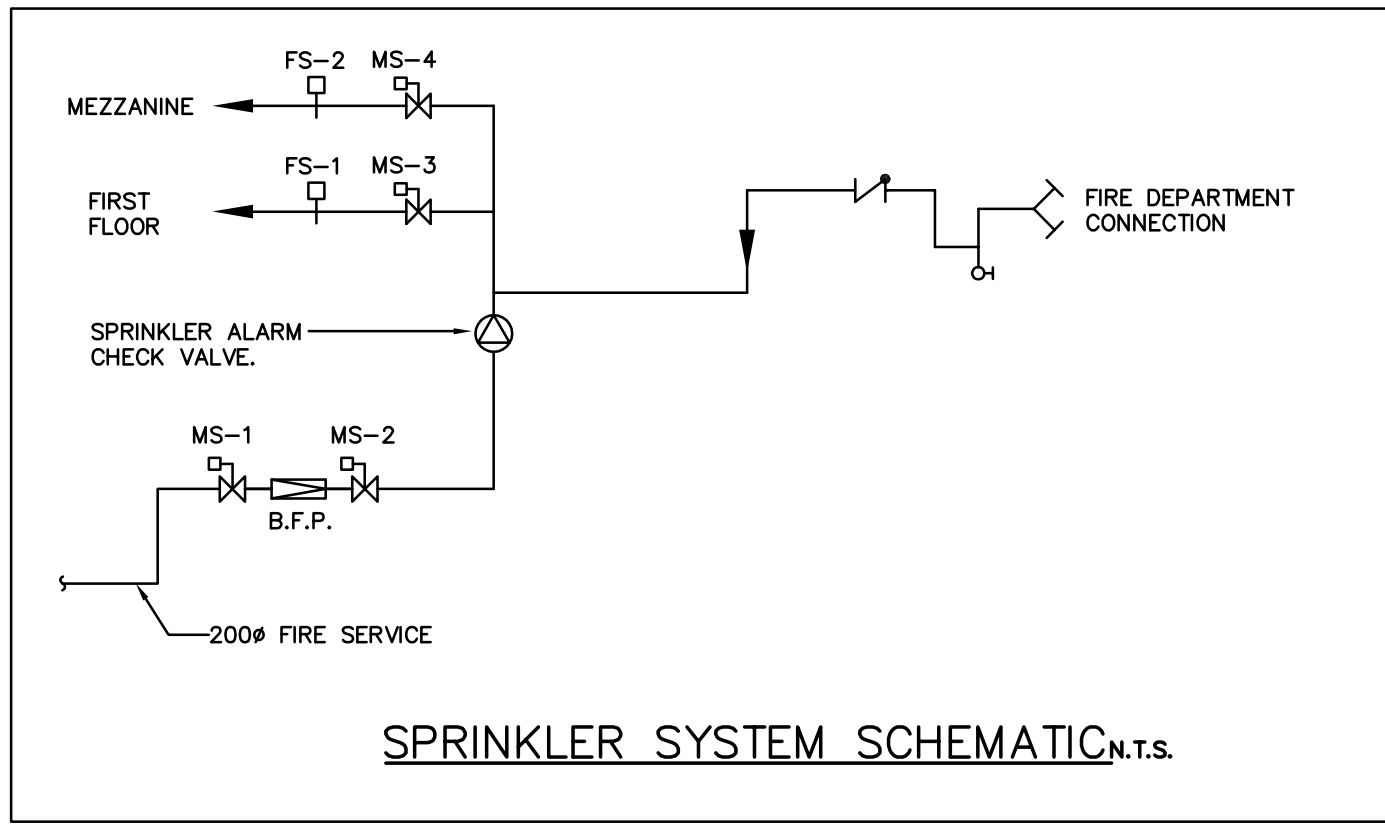 FS-2 MS-4
MEZZANINE
FS-1 MS-3
FIRST
FLOOR
FIRE DEPARTMENT
CONNECTION
SPRINKLER ALARM
CHECK VALVE.
MS-1 MS-2
B.F.P.
200ø FIRE SERVICE
SPRINKLER SYSTEM SCHEMATIC N.T.S.